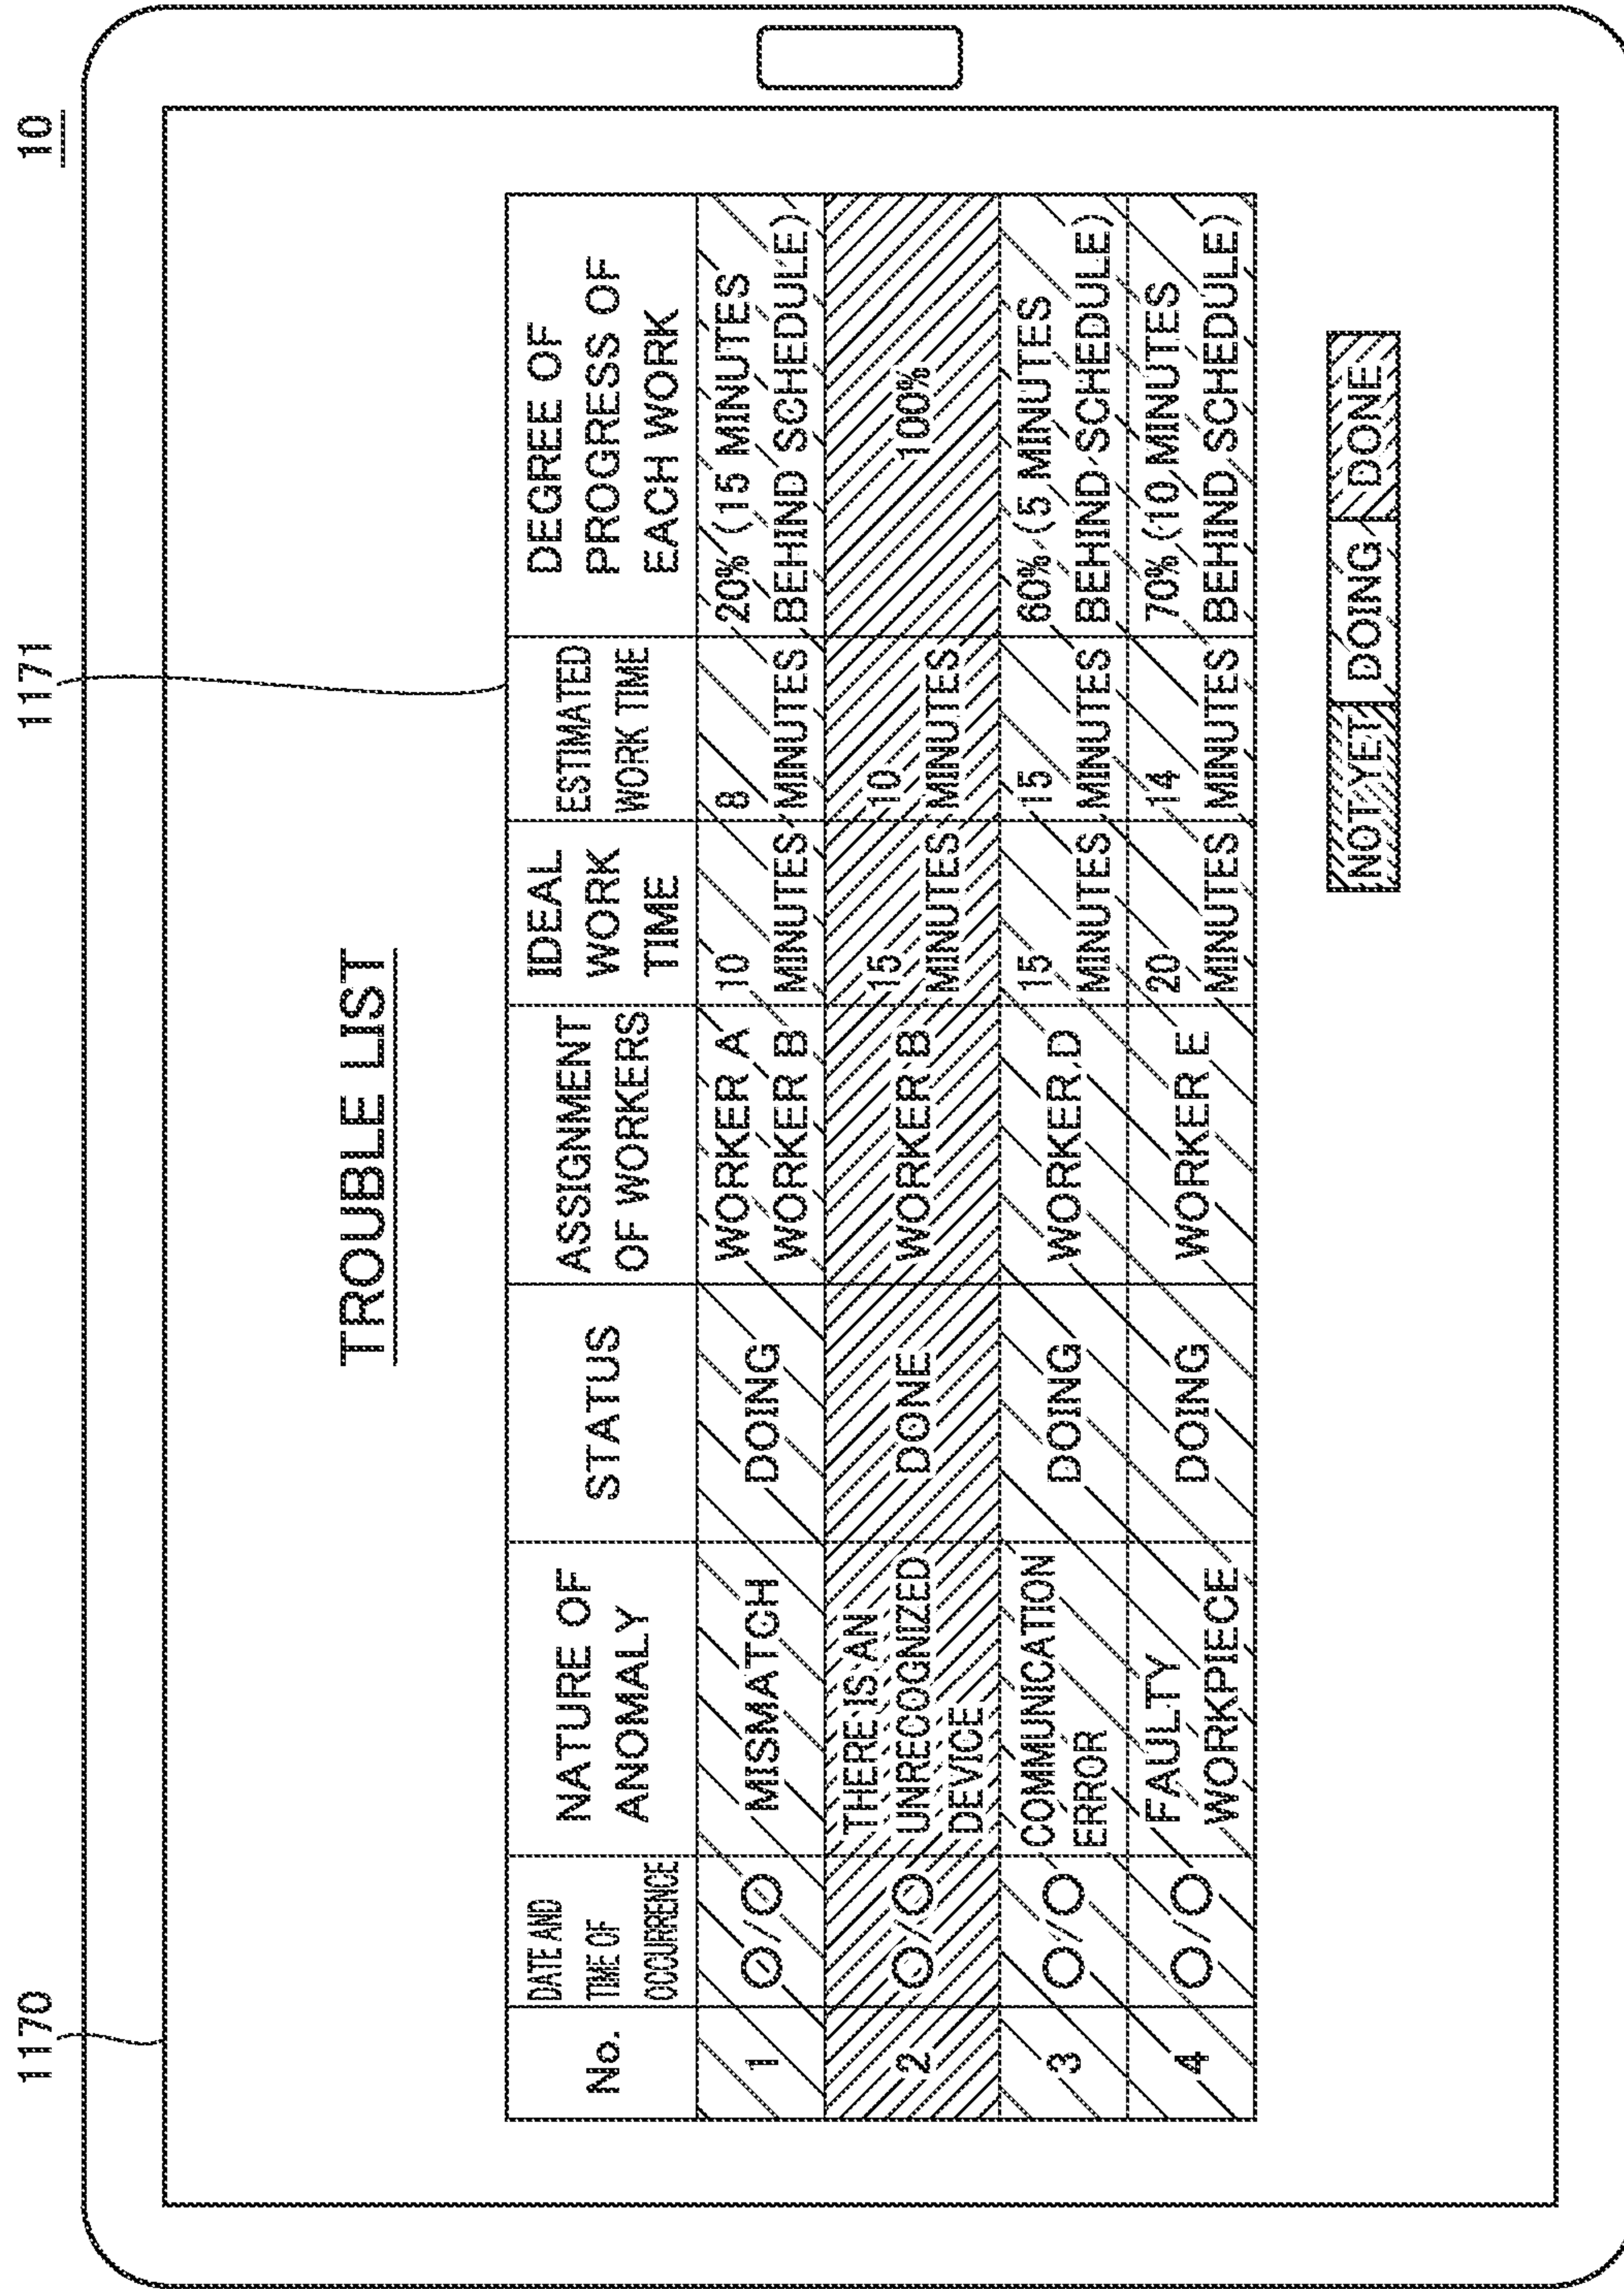 10
1170
1171
TROUBLE LIST
No.
DATE AND
TIME OF
OCCURRENCE
NATURE OF
ANOMALY
STATUS
ASSIGNMENT
OF WORKERS
IDEAL
WORK
TIME
ESTIMATED
WORK TIME
DEGREE OF
PROGRESS OF
EACH WORK
1
○/○
MISMATCH
DOING
WORKER A
WORKER B
10
MINUTES
8
MINUTES
20% (15 MINUTES
BEHIND SCHEDULE)
2
○/○
THERE IS AN
UNRECOGNIZED
DEVICE
DONE
WORKER B
15
MINUTES
10
MINUTES
100%
3
○/○
COMMUNICATION
ERROR
DOING
WORKER D
15
MINUTES
15
MINUTES
60% (5 MINUTES
BEHIND SCHEDULE)
4
○/○
FAULTY
WORKPIECE
DOING
WORKER E
20
MINUTES
14
MINUTES
70% (10 MINUTES
BEHIND SCHEDULE)
NOT YET DOING DONE